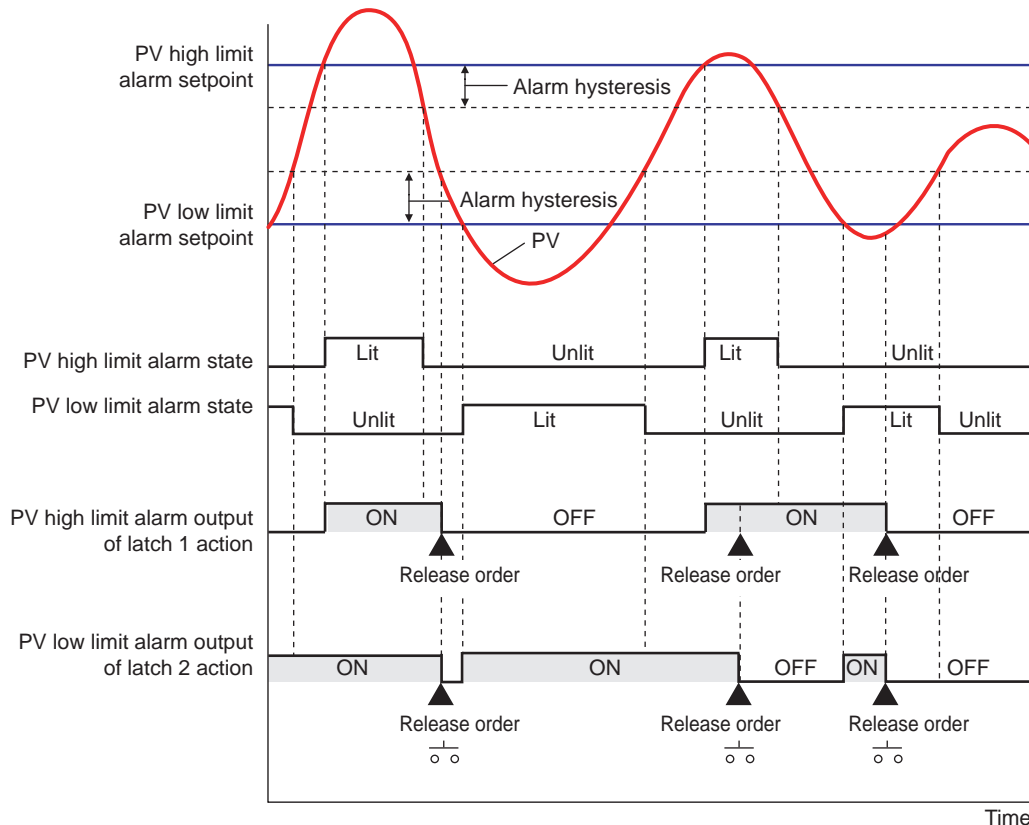 PV high limit
alarm setpoint
Alarm hysteresis
Alarm hysteresis
PV low limit
alarm setpoint
PV
PV high limit alarm state
Lit
Unlit
Lit
Unlit
PV low limit alarm state
Unlit
Lit
Unlit
Lit
Unlit
PV high limit alarm output
of latch 1 action
ON
OFF
ON
OFF
Release order
Release order
Release order
PV low limit alarm output
of latch 2 action
ON
ON
OFF
ON
OFF
Release order
Release order
Release order
Time